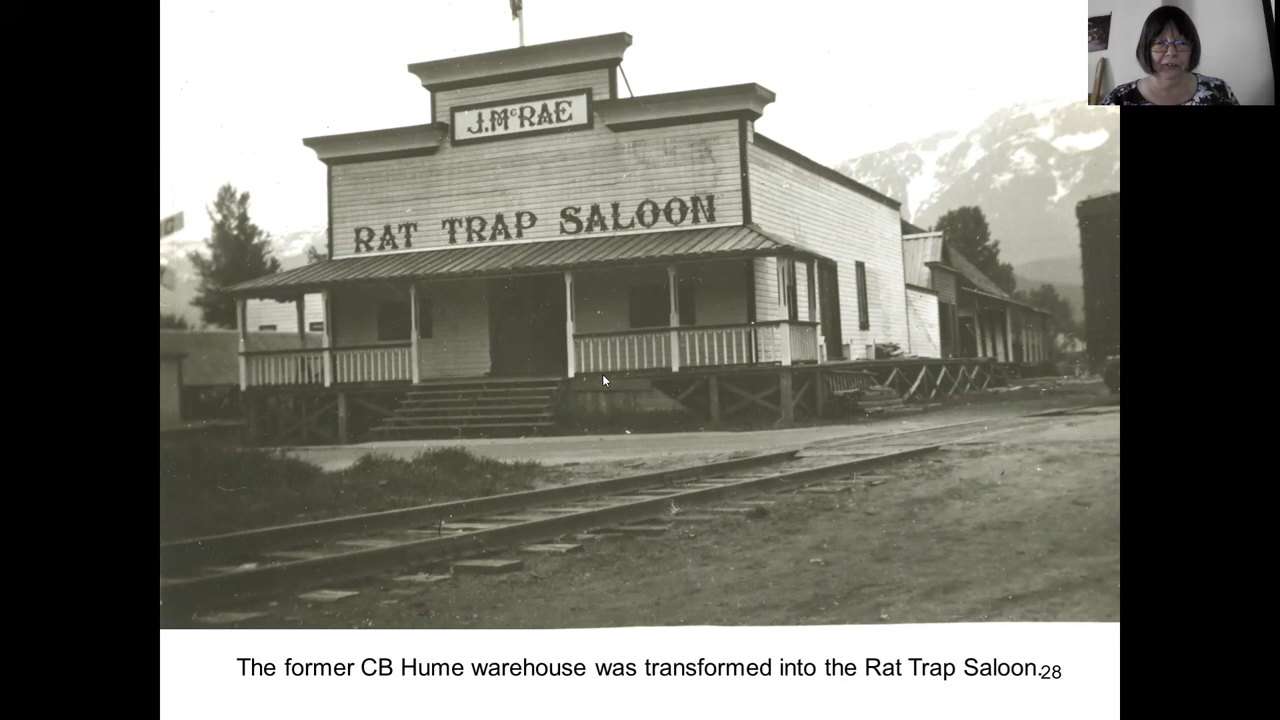 J. McRAE
RAT TRAP SALOON
The former CB Hume warehouse was transformed into the Rat Trap Saloon.
28